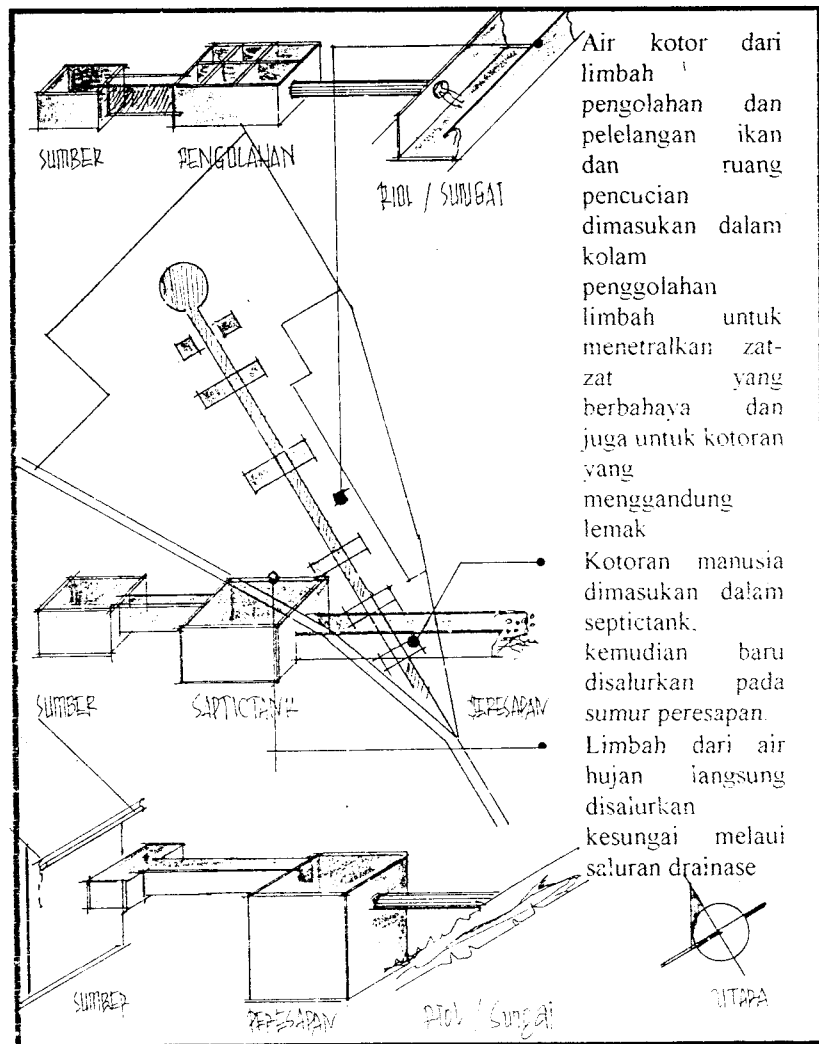 SUMBER
PENGOLAHAN
RIOL / SUNGAI
Air kotor dari
limbah
pengolahan dan
pelelangan ikan
dan ruang
pencucian
dimasukan dalam
kolam
penggolahan
limbah untuk
menetralkan zat-
zat yang
berbahaya dan
juga untuk kotoran
yang
menggandung
lemak
Kotoran manusia
dimasukan dalam
septictank,
kemudian baru
disalurkan pada
sumur peresapan.
Limbah dari air
hujan langsung
disalurkan
kesungai melaui
saluran drainase
SUMBER
SAPTICTANK
PERESAPAN
SUMBER
PERESAPAN
RIOL / Sungai
UTARA